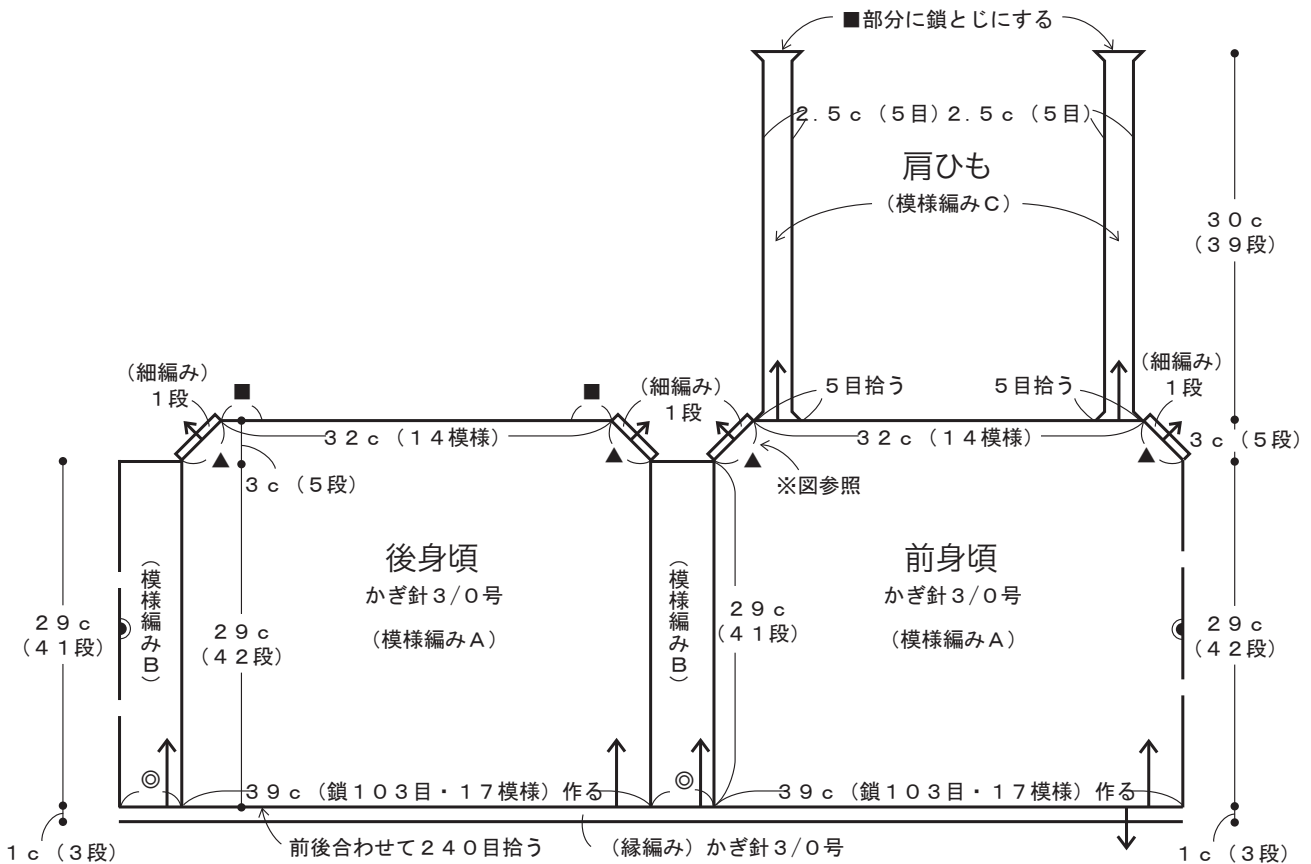 ■部分に鎖とじにする
2.5c（5目）2.5c（5目）
肩ひも
（模様編みC）
30c
（39段）
（細編み）
1段
■
■
（細編み）
1段
5目拾う
5目拾う
（細編み）
1段
32c（14模様）
32c（14模様）
3c（5段）
▲
3c（5段）
▲
▲
※図参照
▲
後身頃
かぎ針3/0号
（模様編みA）
前身頃
かぎ針3/0号
（模様編みA）
（模様編みB）
（模様編みB）
29c
（41段）
29c
（42段）
29c
（41段）
29c
（42段）
◎
39c（鎖103目・17模様）作る
◎
39c（鎖103目・17模様）作る
1c（3段）
前後合わせて240目拾う
（縁編み）かぎ針3/0号
1c（3段）